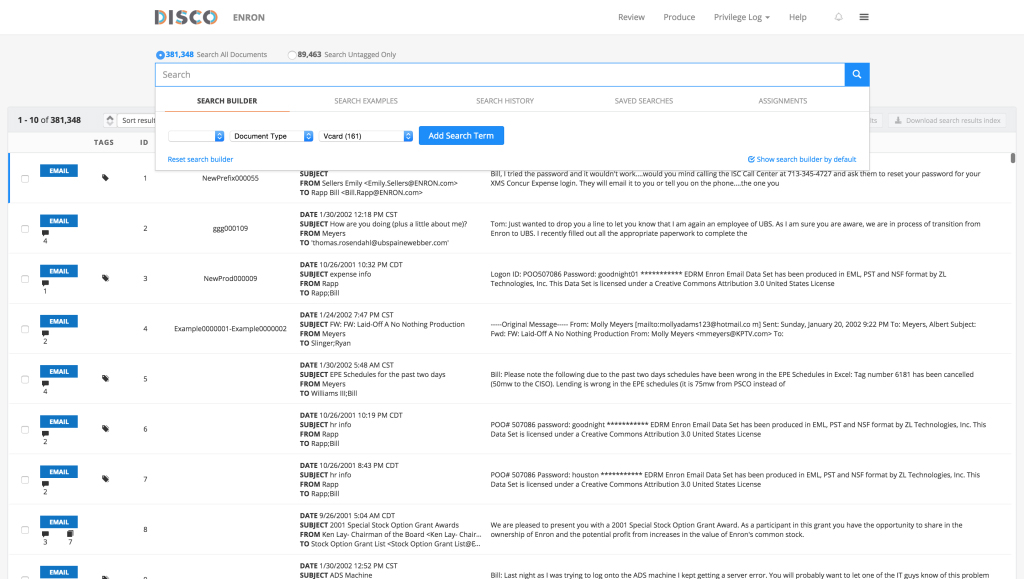 DISCO ENRON Review Produce Privilege Log Help
381,348 Search All Documents 89,463 Search Untagged Only
Search
SEARCH BUILDER SEARCH EXAMPLES SEARCH HISTORY SAVED SEARCHES ASSIGNMENTS
1 - 10 of 381,348 Sort result lts Download search results index
Document Type Vcard (161) Add Search Term
TAGS ID
Reset search builder Show search builder by default
EMAIL 1 NewPrefix000055
SUBJECT
FROM Sellers Emily <Emily.Sellers@ENRON.com>
TO Rapp Bill <Bill.Rapp@ENRON.com>
Bill, I tried the password and it wouldn't work....would you mind calling the ISC Call Center at 713-345-4727 and ask them to reset your password for your
XMS Concur Expense login. They will email it to you or tell you on the phone....the one you
EMAIL 4 2 ggg000109
DATE 1/30/2002 12:18 PM CST
SUBJECT How are you doing (plus a little about me)?
FROM Meyers
TO 'thomas.rosendahl@ubspainewebber.com'
Tom: Just wanted to drop you a line to let you know that I am again an employee of UBS. As I am sure you are aware, we are in process of transition from
Enron to UBS. I recently filled out all the appropriate paperwork to complete the
EMAIL 1 3 NewProd000009
DATE 10/26/2001 10:32 PM CDT
SUBJECT expense info
FROM Rapp
TO Rapp;Bill
Logon ID: POO507086 Password: goodnight01 *********** EDRM Enron Email Data Set has been produced in EML, PST and NSF format by ZL
Technologies, Inc. This Data Set is licensed under a Creative Commons Attribution 3.0 United States License
EMAIL 2 4 Example0000001-Example0000002
DATE 1/24/2002 7:47 PM CST
SUBJECT FW: FW: Laid-Off A No Nothing Production
FROM Meyers
TO Slinger;Ryan
-----Original Message----- From: Molly Meyers [mailto:mollyadams123@hotmail.co m] Sent: Sunday, January 20, 2002 9:22 PM To: Meyers, Albert Subject:
Fwd: FW: Laid-Off A No Nothing Production From: Molly Meyers <mmeyers@KPTV.com> To:
EMAIL 4 5
DATE 1/30/2002 5:48 AM CST
SUBJECT EPE Schedules for the past two days
FROM Meyers
TO Williams III;Bill
Bill: Please note the following due to the past two days schedules have been wrong in the EPE Schedules in Excel: Tag number 6181 has been cancelled
(50mw to the CISO). Lending is wrong in the EPE schedules (it is 75mw from PSCO instead of
EMAIL 2 6
DATE 10/26/2001 10:19 PM CDT
SUBJECT hr info
FROM Rapp
TO Rapp;Bill
POO# 507086 password: goodnight *********** EDRM Enron Email Data Set has been produced in EML, PST and NSF format by ZL Technologies, Inc. This
Data Set is licensed under a Creative Commons Attribution 3.0 United States License
EMAIL 2 7
DATE 10/26/2001 8:43 PM CDT
SUBJECT hr info
FROM Rapp
TO Rapp;Bill
POO# 507086 Password: houston *********** EDRM Enron Email Data Set has been produced in EML, PST and NSF format by ZL Technologies, Inc. This
Data Set is licensed under a Creative Commons Attribution 3.0 United States License
EMAIL 3 7 8
DATE 9/26/2001 5:04 AM CDT
SUBJECT 2001 Special Stock Option Grant Awards
FROM Ken Lay- Chairman of the Board <Ken Lay- Chair...
TO Stock Option Grant List <Stock Option Grant List@E...
We are pleased to present you with a 2001 Special Stock Option Grant Award. As a participant in this grant you have the opportunity to share in the
ownership of Enron and the potential profit from increases in the value of Enron's common stock.
EMAIL
DATE 1/30/2002 12:52 PM CST
SUBJECT ADS Machine
Bill: Last night as I was trying to log onto the ADS machine I kept getting a server error. You will probably want to let one of the IT guys know of this problem